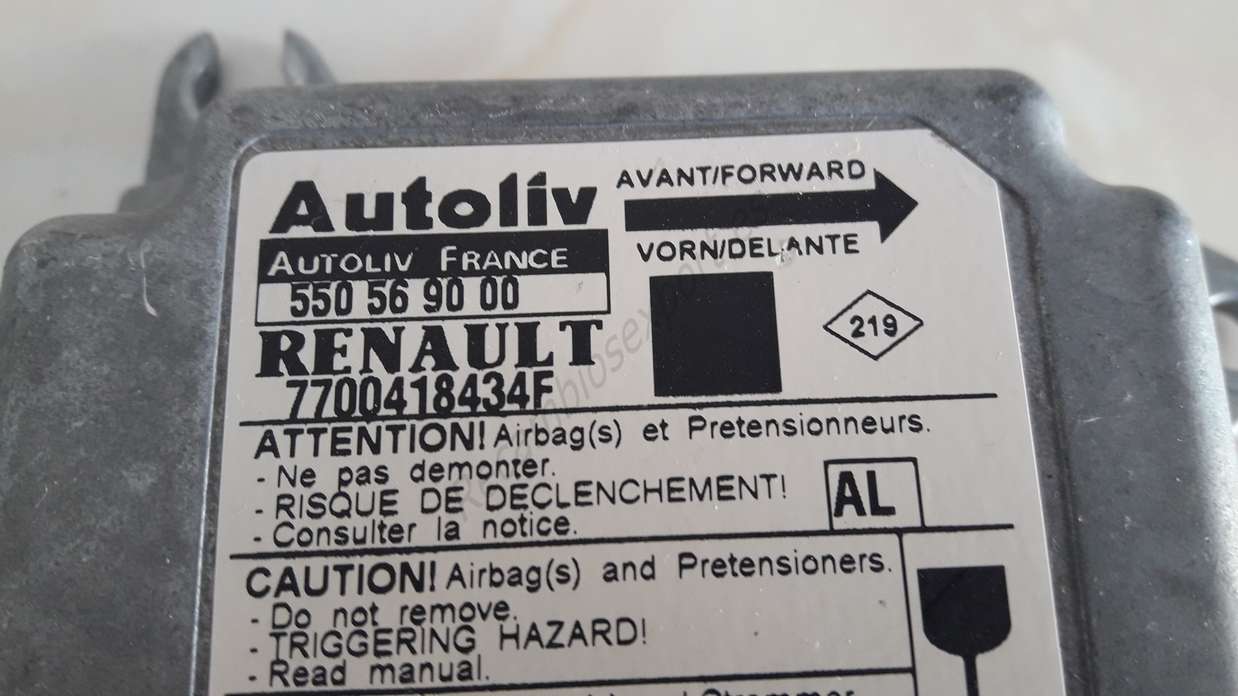 Autoliv
AUTOLIV FRANCE
550 56 90 00
RENAULT
7700418434F
AVANT/FORWARD
VORN/DELANTE
219
ATTENTION! Airbag(s) et Pretensionneurs.
- Ne pas demonter.
- RISQUE DE DECLENCHEMENT!
- Consulter la notice.
AL
CAUTION! Airbag(s) and Pretensioners.
- Do not remove.
- TRIGGERING HAZARD!
- Read manual.